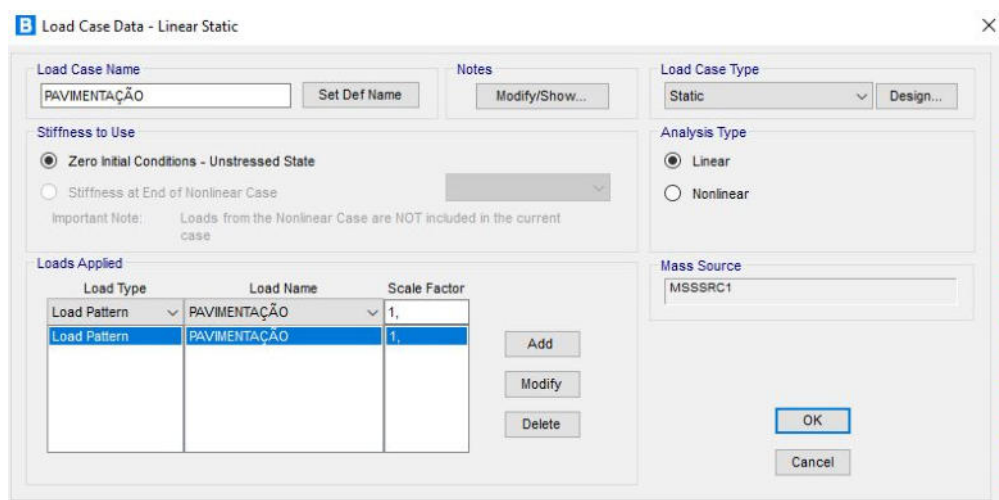 B Load Case Data - Linear Static
Load Case Name
PAVIMENTAÇÃO
Set Def Name
Notes
Modify/Show...
Load Case Type
Static
Design...
Stiffness to Use
Zero Initial Conditions - Unstressed State
Stiffness at End of Nonlinear Case
Important Note: Loads from the Nonlinear Case are NOT included in the current
case
Analysis Type
Linear
Nonlinear
Loads Applied
Load Type Load Name Scale Factor
Load Pattern PAVIMENTAÇÃO 1,
Load Pattern PAVIMENTAÇÃO 1,
Add
Modify
Delete
Mass Source
MSSSRC1
OK
Cancel